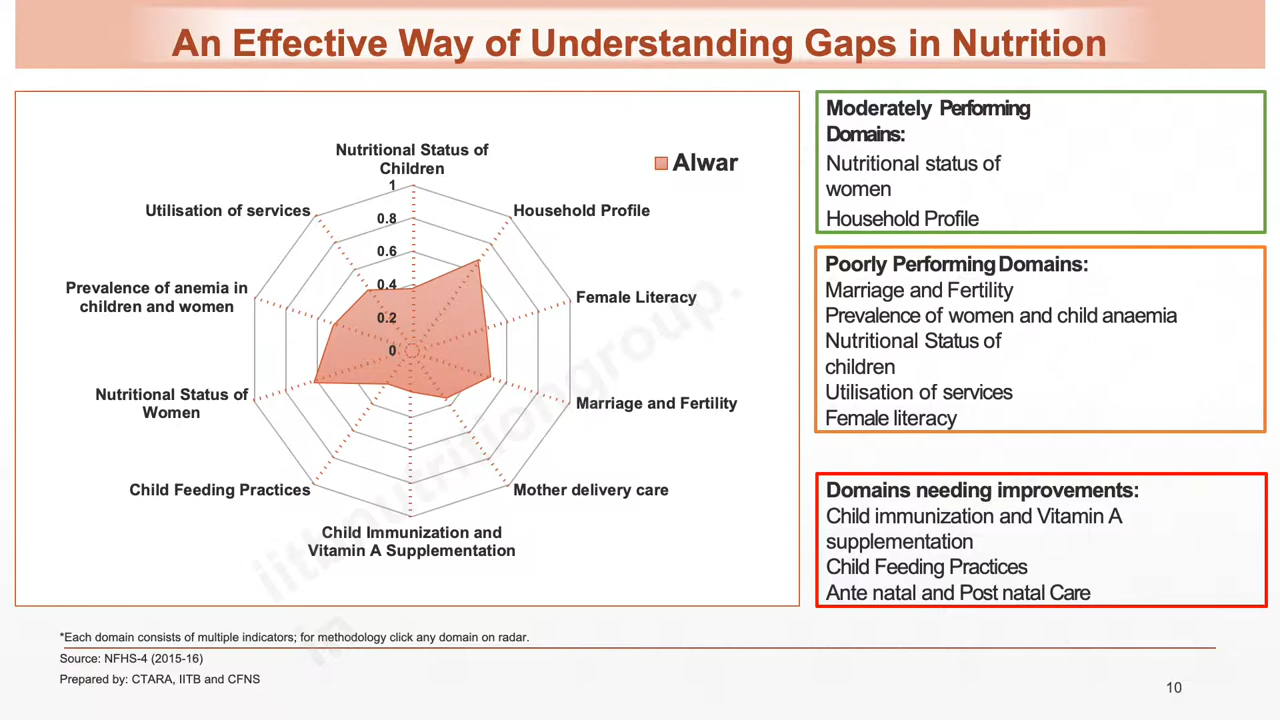 An Effective Way of Understanding Gaps in Nutrition
Nutritional Status of
Children
Alwar
1
Utilisation of services
Household Profile
0.8
0.6
Prevalence of anemia in
children and women
0.4
Female Literacy
0.2
0
Nutritional Status of
Women
Marriage and Fertility
Child Feeding Practices
Mother delivery care
Child Immunization and
Vitamin A Supplementation
Moderately Performing
Domains:
Nutritional status of
women
Household Profile
Poorly Performing Domains:
Marriage and Fertility
Prevalence of women and child anaemia
Nutritional Status of
children
Utilisation of services
Female literacy
Domains needing improvements:
Child immunization and Vitamin A
supplementation
Child Feeding Practices
Ante natal and Post natal Care
*Each domain consists of multiple indicators; for methodology click any domain on radar.
Source: NFHS-4 (2015-16)
Prepared by: CTARA, IITB and CFNS
10